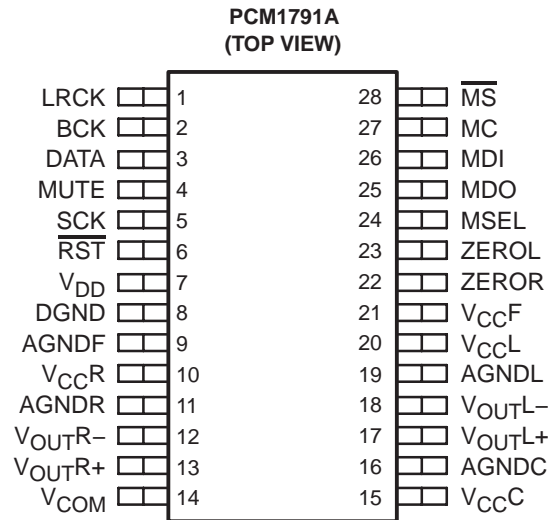 PCM1791A
(TOP VIEW)
LRCK 1 28 M̅S̅
BCK 2 27 MC
DATA 3 26 MDI
MUTE 4 25 MDO
SCK 5 24 MSEL
R̅S̅T̅ 6 23 ZEROL
VDD 7 22 ZEROR
DGND 8 21 VCCF
AGNDF 9 20 VCCL
VCCR 10 19 AGNDL
AGNDR 11 18 VOUTL–
VOUTR– 12 17 VOUTL+
VOUTR+ 13 16 AGNDC
VCOM 14 15 VCCC